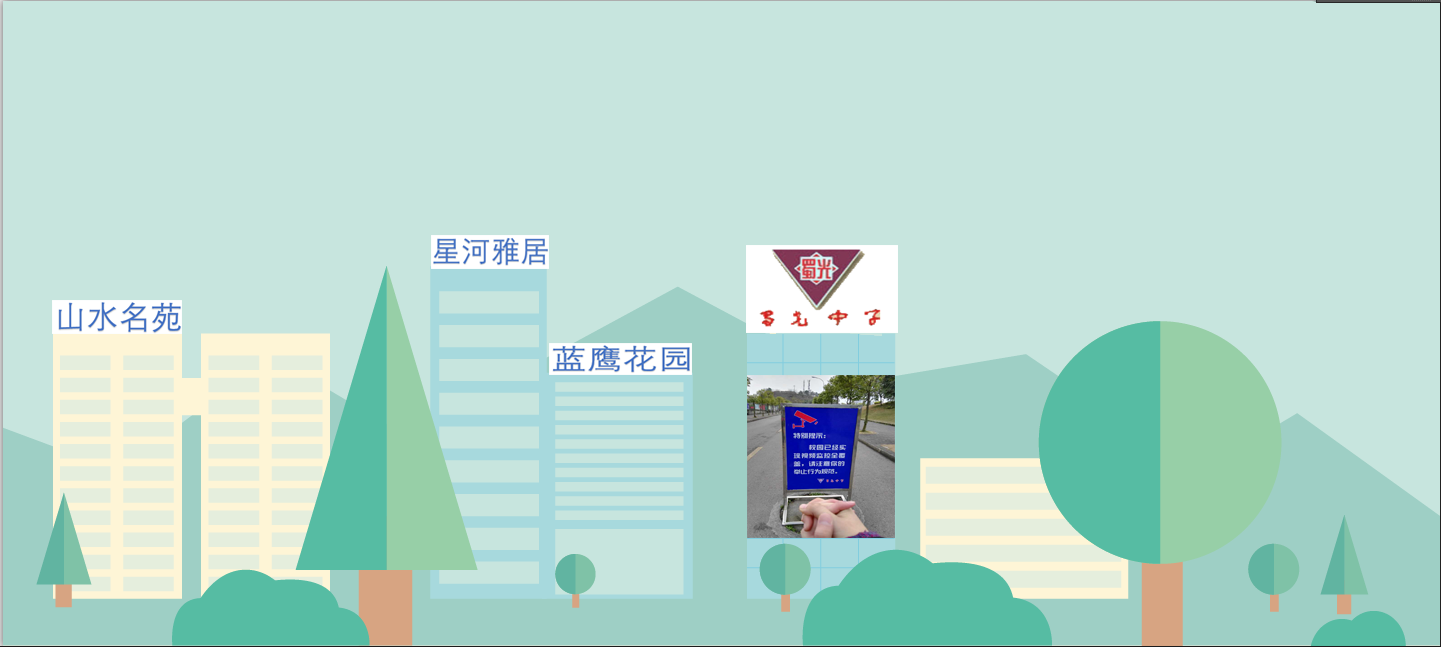 山水名苑
星河雅居
蓝鹰花园
蜀光
蜀光中学
特别提示:
校园已经实
现视频监控全覆
盖,请注意你的
举止行为规范。